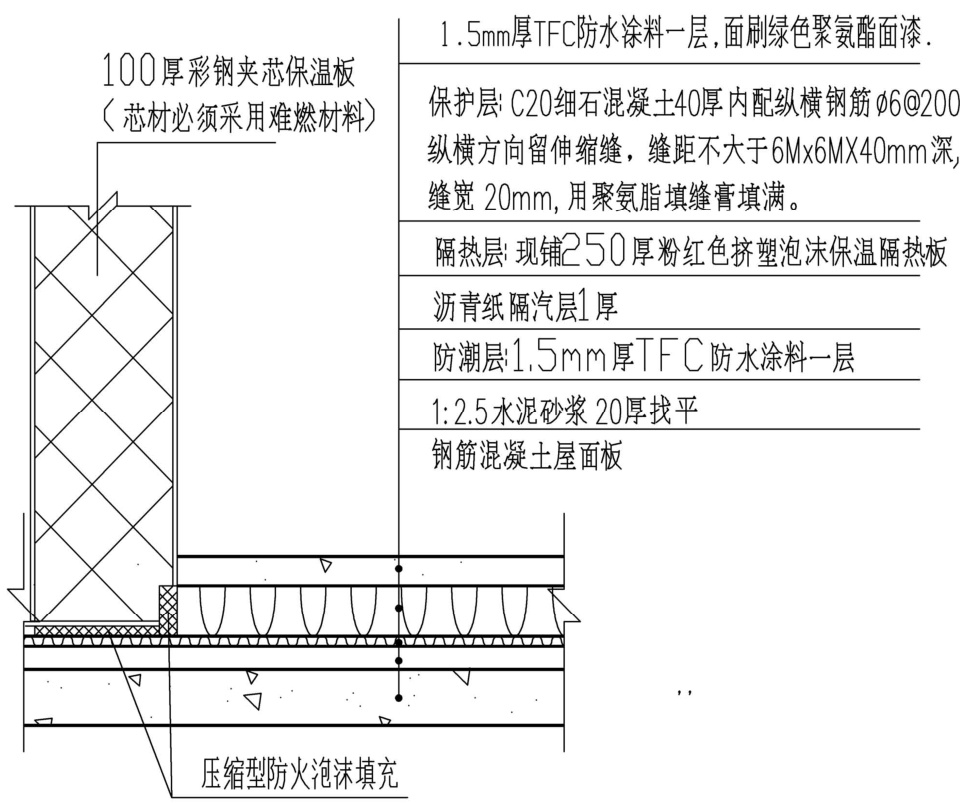 100厚彩钢夹芯保温板
（芯材必须采用难燃材料）
1.5mm厚TFC防水涂料一层,面刷绿色聚氨酯面漆.
保护层: C20细石混凝土40厚内配纵横钢筋ø6@200
纵横方向留伸缩缝，缝距不大于6Mx6MX40mm深,
缝宽 20mm, 用聚氨脂填缝膏填满。
隔热层: 现铺250厚粉红色挤塑泡沫保温隔热板
沥青纸隔汽层1厚
防潮层:1.5mm厚TFC防水涂料一层
1:2.5水泥砂浆 20厚找平
钢筋混凝土屋面板
压缩型防火泡沫填充
,,